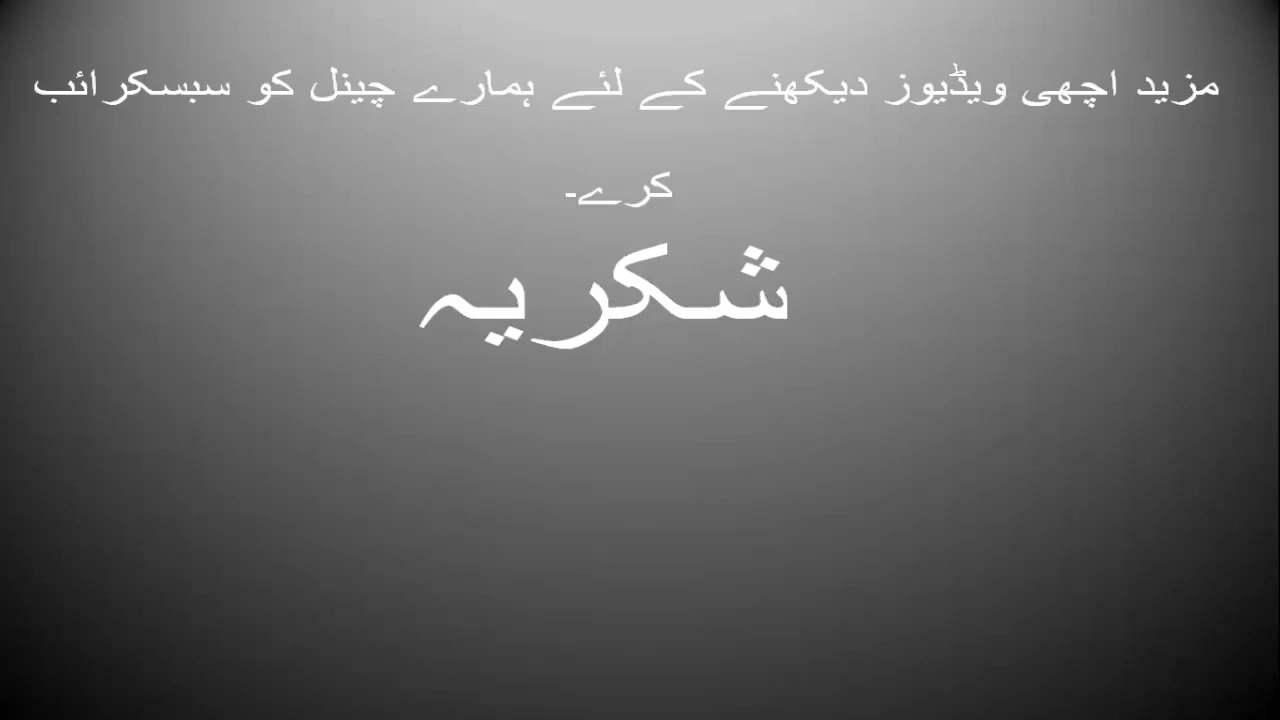 مزید اچھی ویڈیوز دیکھنے کے لئے ہمارے چینل کو سبسکرائب
کرے۔
شکریہ